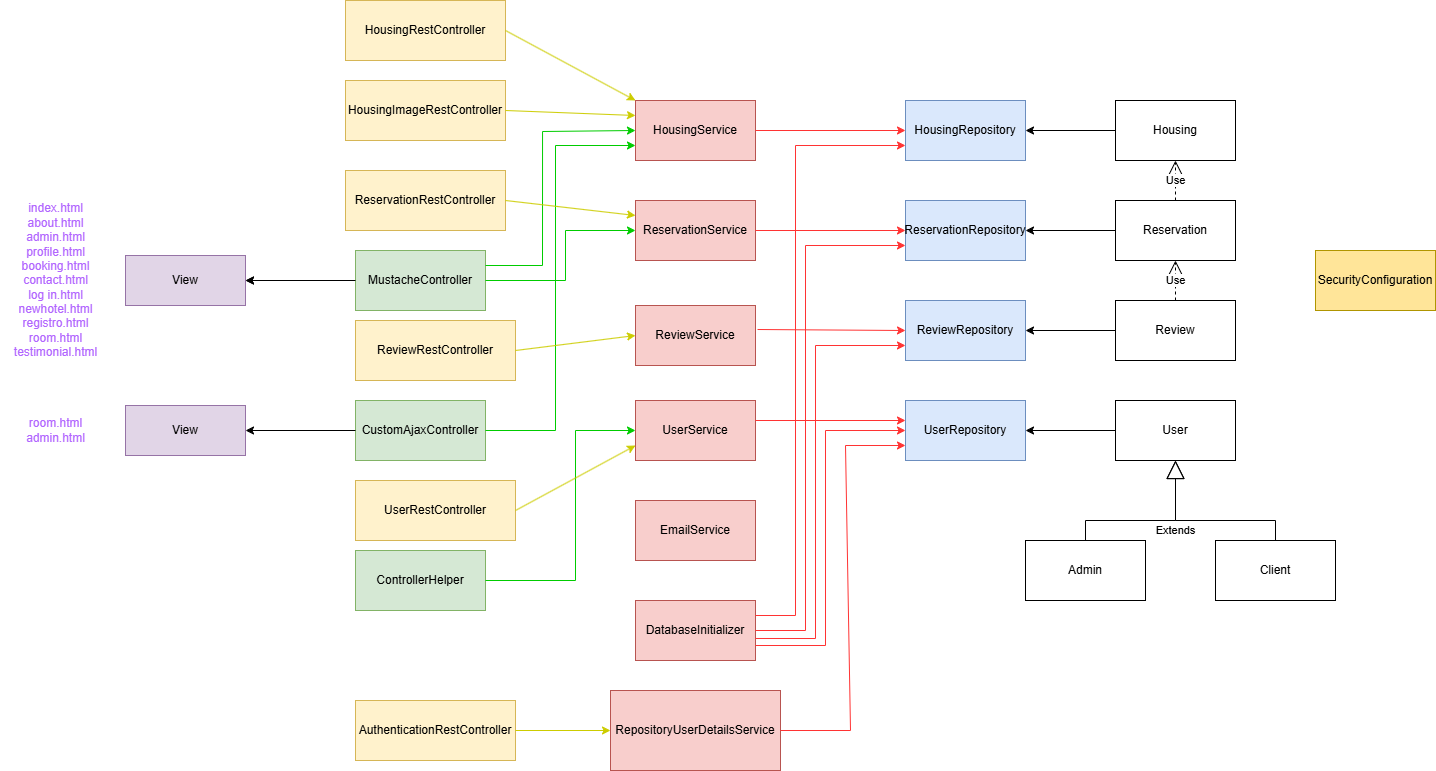 HousingRestController
HousingImageRestController
HousingService
HousingRepository
Housing
Use
ReservationRestController
ReservationService
ReservationRepository
Reservation
Use
index.html
about.html
admin.html
profile.html
booking.html
contact.html
log in.html
newhotel.html
registro.html
room.html
testimonial.html
View
MustacheController
SecurityConfiguration
ReviewRestController
ReviewService
ReviewRepository
Review
room.html
admin.html
View
CustomAjaxController
UserService
UserRepository
User
UserRestController
EmailService
Extends
ControllerHelper
Admin
Client
DatabaseInitializer
AuthenticationRestController
RepositoryUserDetailsService